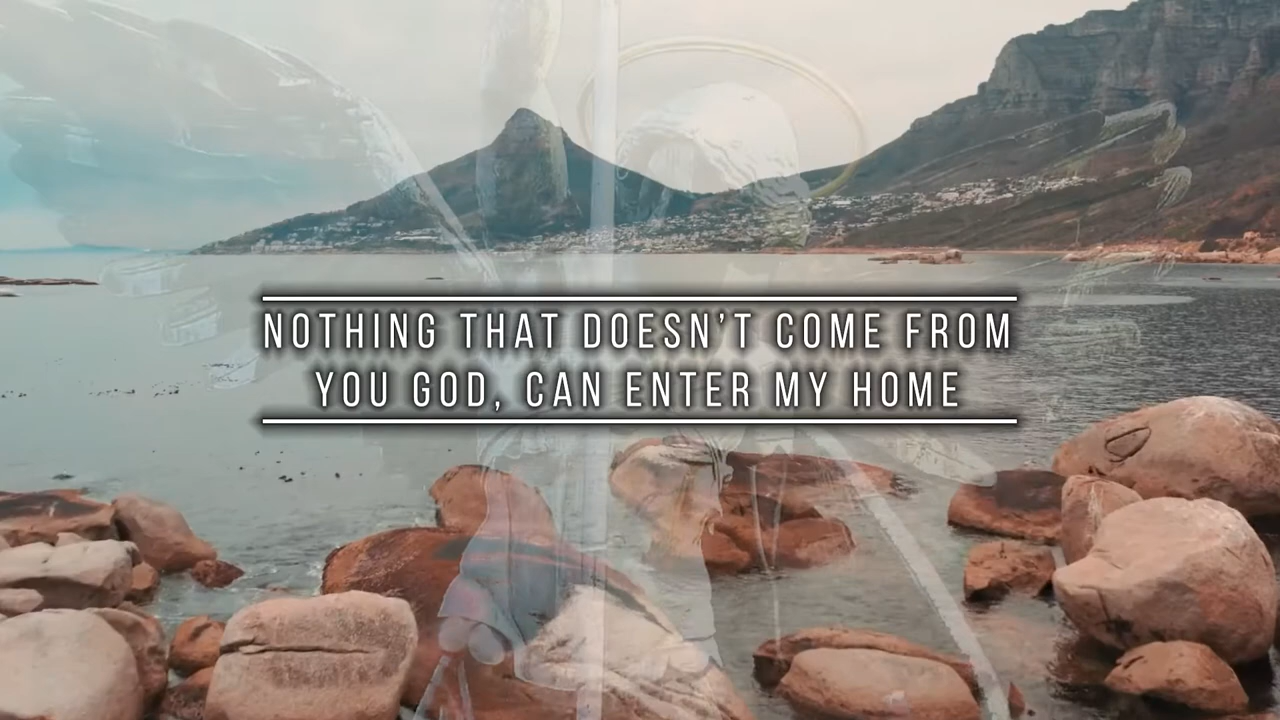 NOTHING THAT DOESN’T COME FROM
YOU GOD, CAN ENTER MY HOME